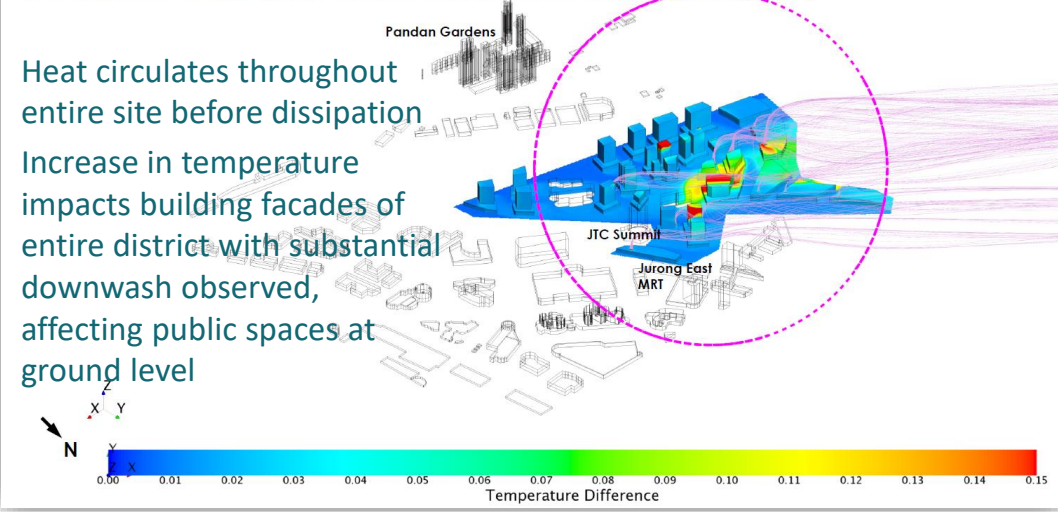 Pandan Gardens
Heat circulates throughout
entire site before dissipation
Increase in temperature
impacts building facades of
entire district with substantial
downwash observed,
affecting public spaces at
ground level
JTC Summit
Jurong East
MRT
Z
X Y
N
Y
Z X
0.00 0.01 0.02 0.03 0.04 0.05 0.06 0.07 0.08 0.09 0.10 0.11 0.12 0.13 0.14 0.15
Temperature Difference